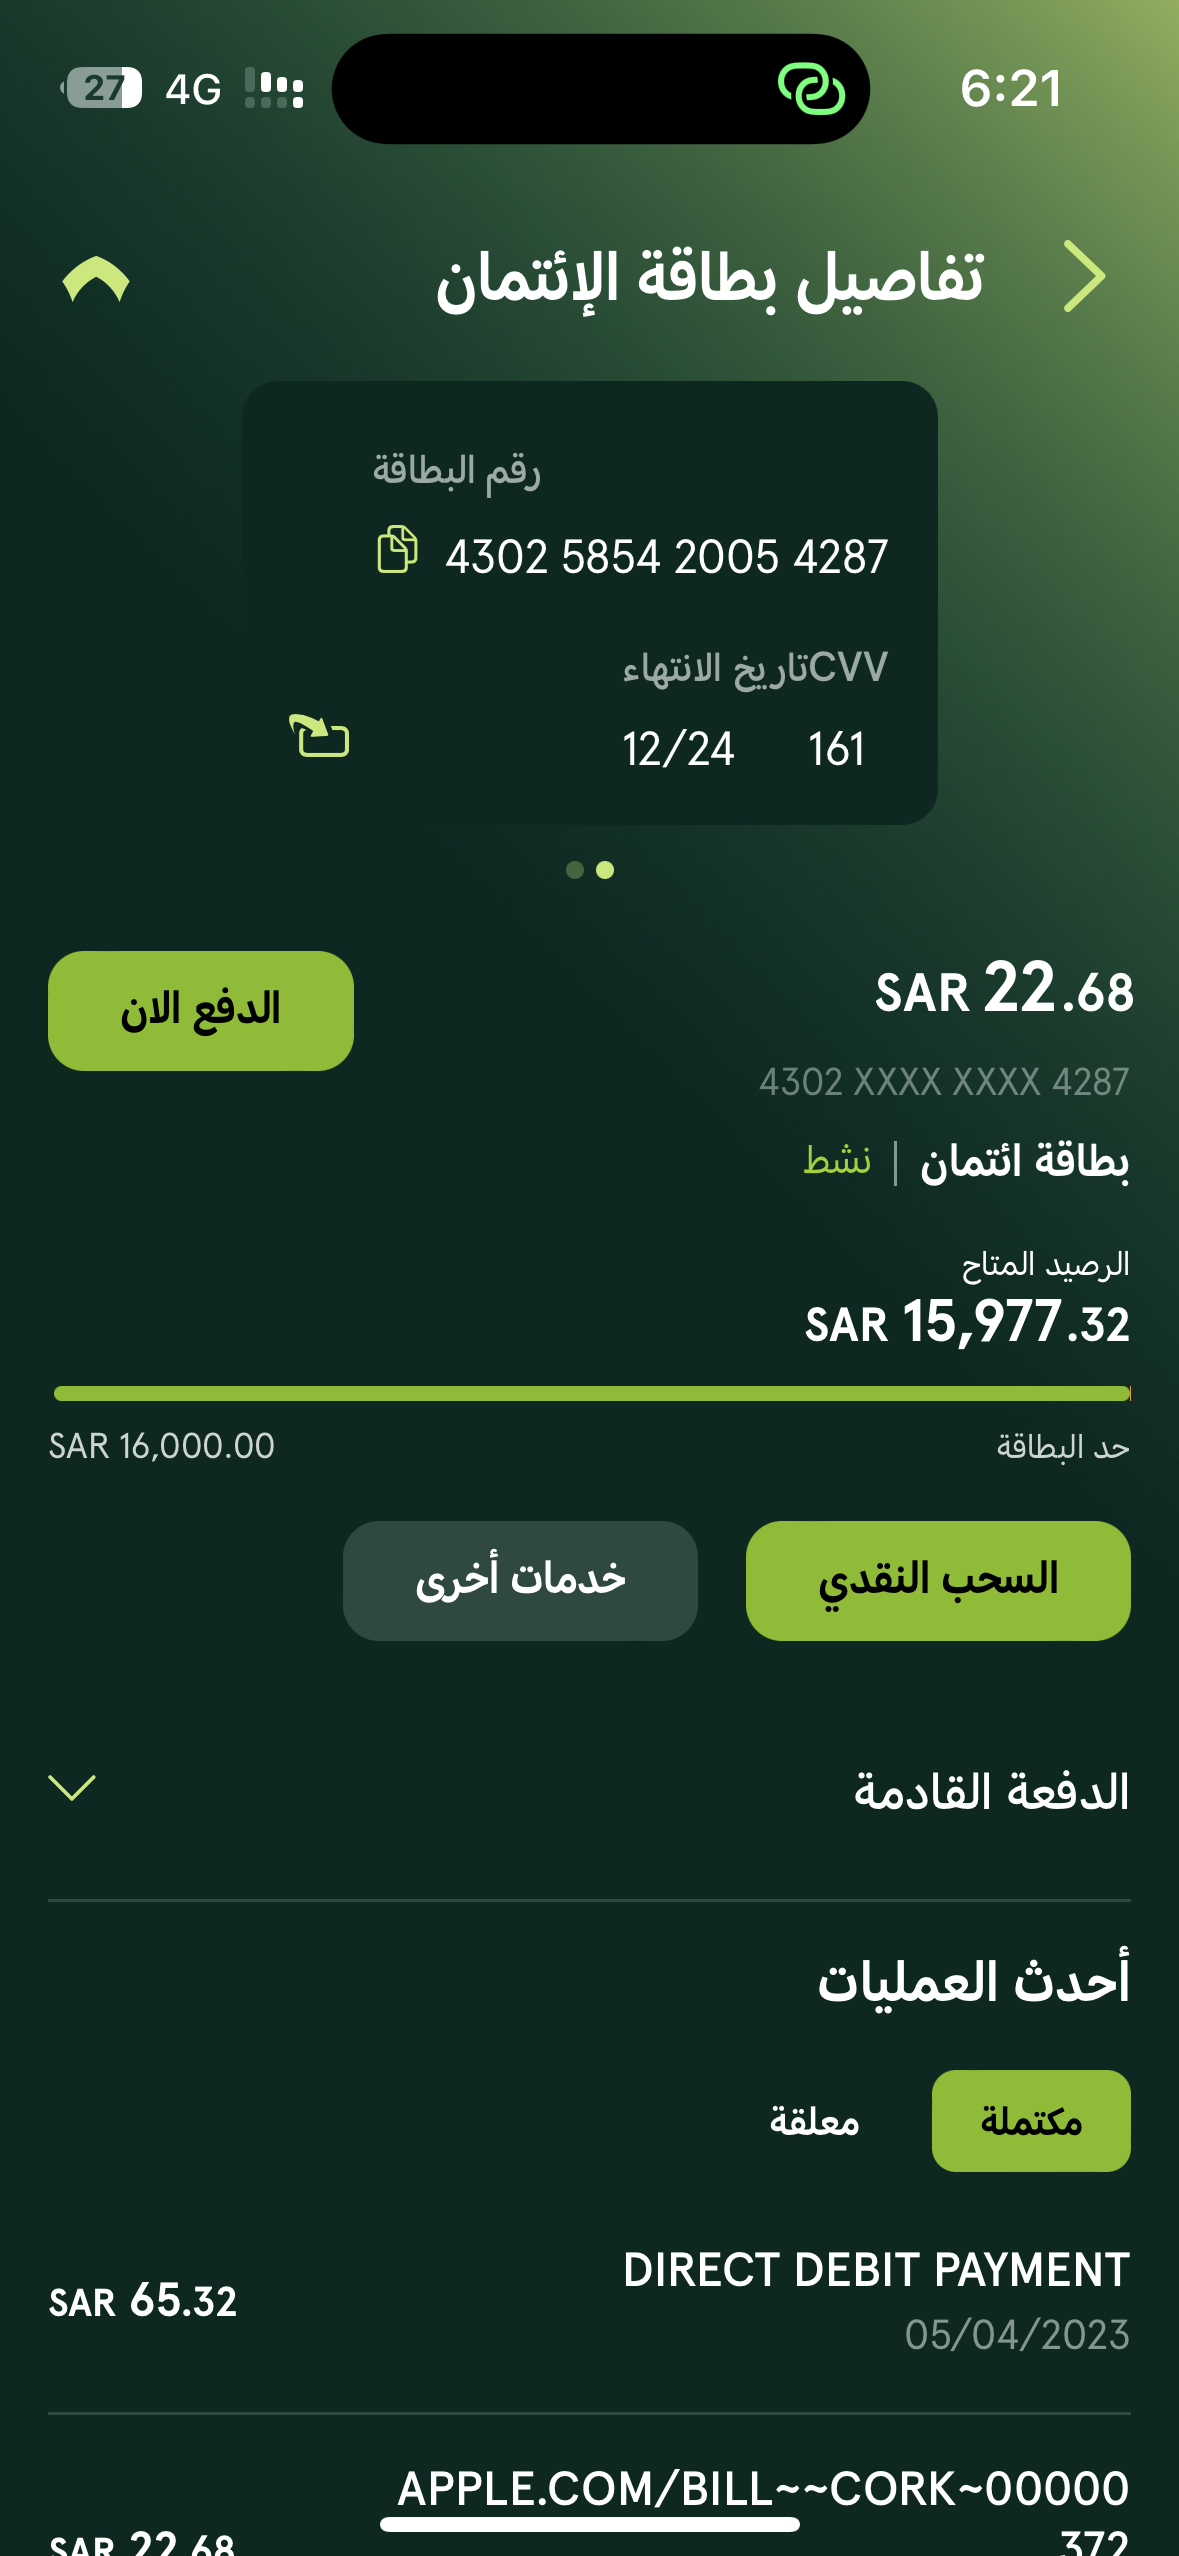 6:21
4G
27
تفاصيل بطاقة الإئتمان
رقم البطاقة
4302 5854 2005 4287
CVVتاريخ الانتهاء
161 12/24
SAR 22.68
الدفع الان
4302 XXXX XXXX 4287
بطاقة ائتمان | نشط
الرصيد المتاح
SAR 15,977.32
حد البطاقة
SAR 16,000.00
السحب النقدي
خدمات أخرى
الدفعة القادمة
أحدث العمليات
مكتملة
معلقة
DIRECT DEBIT PAYMENT
SAR 65.32
05/04/2023
APPLE.COM/BILL~~CORK~00000
372
SAR 22.68